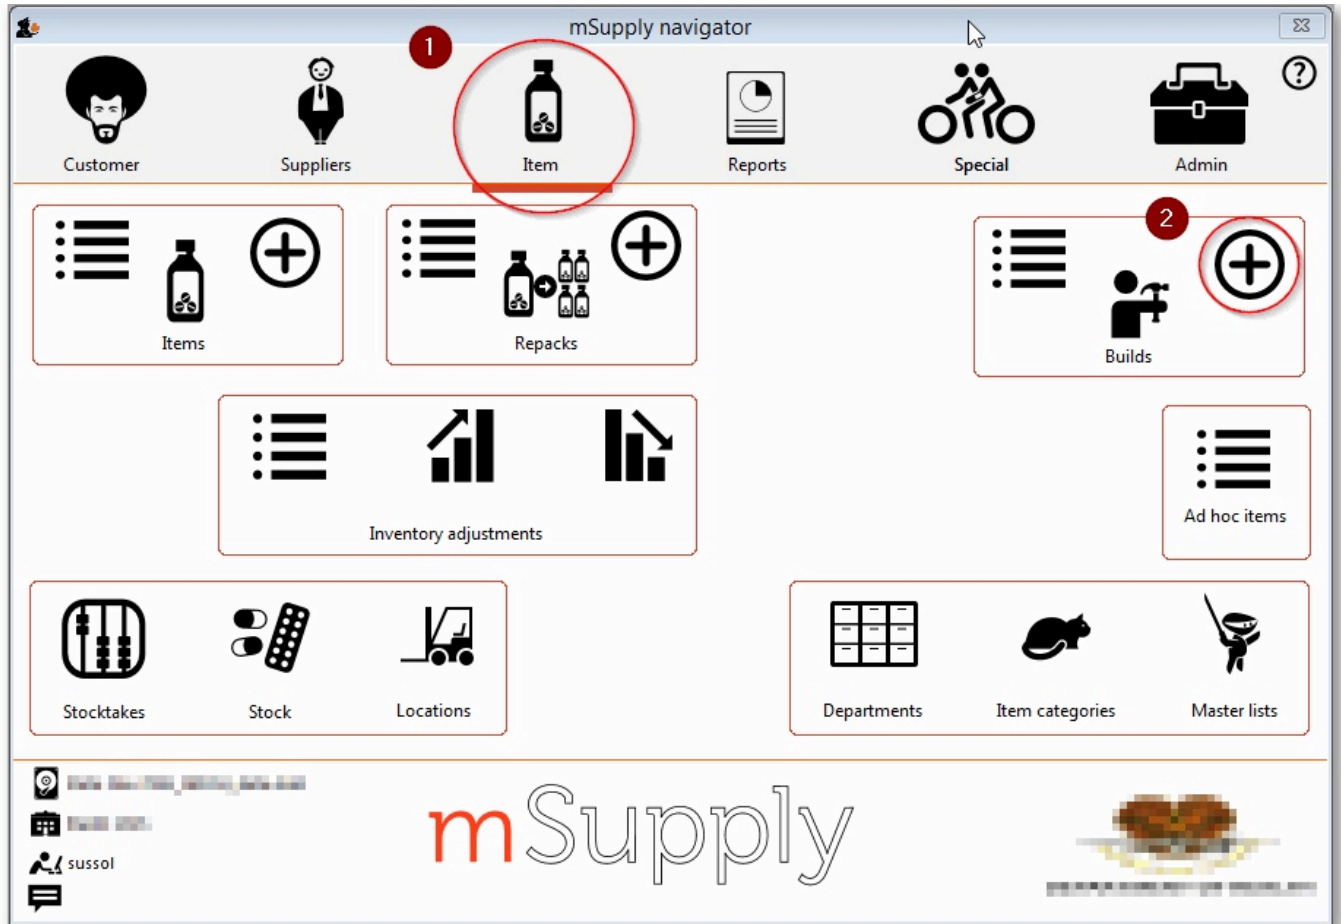 mSupply navigator
1
?
Customer
Suppliers
Item
Reports
Special
Admin
2
Items
Repacks
Builds
Inventory adjustments
Ad hoc items
Stocktakes
Stock
Locations
Departments
Item categories
Master lists
sussol
mSupply